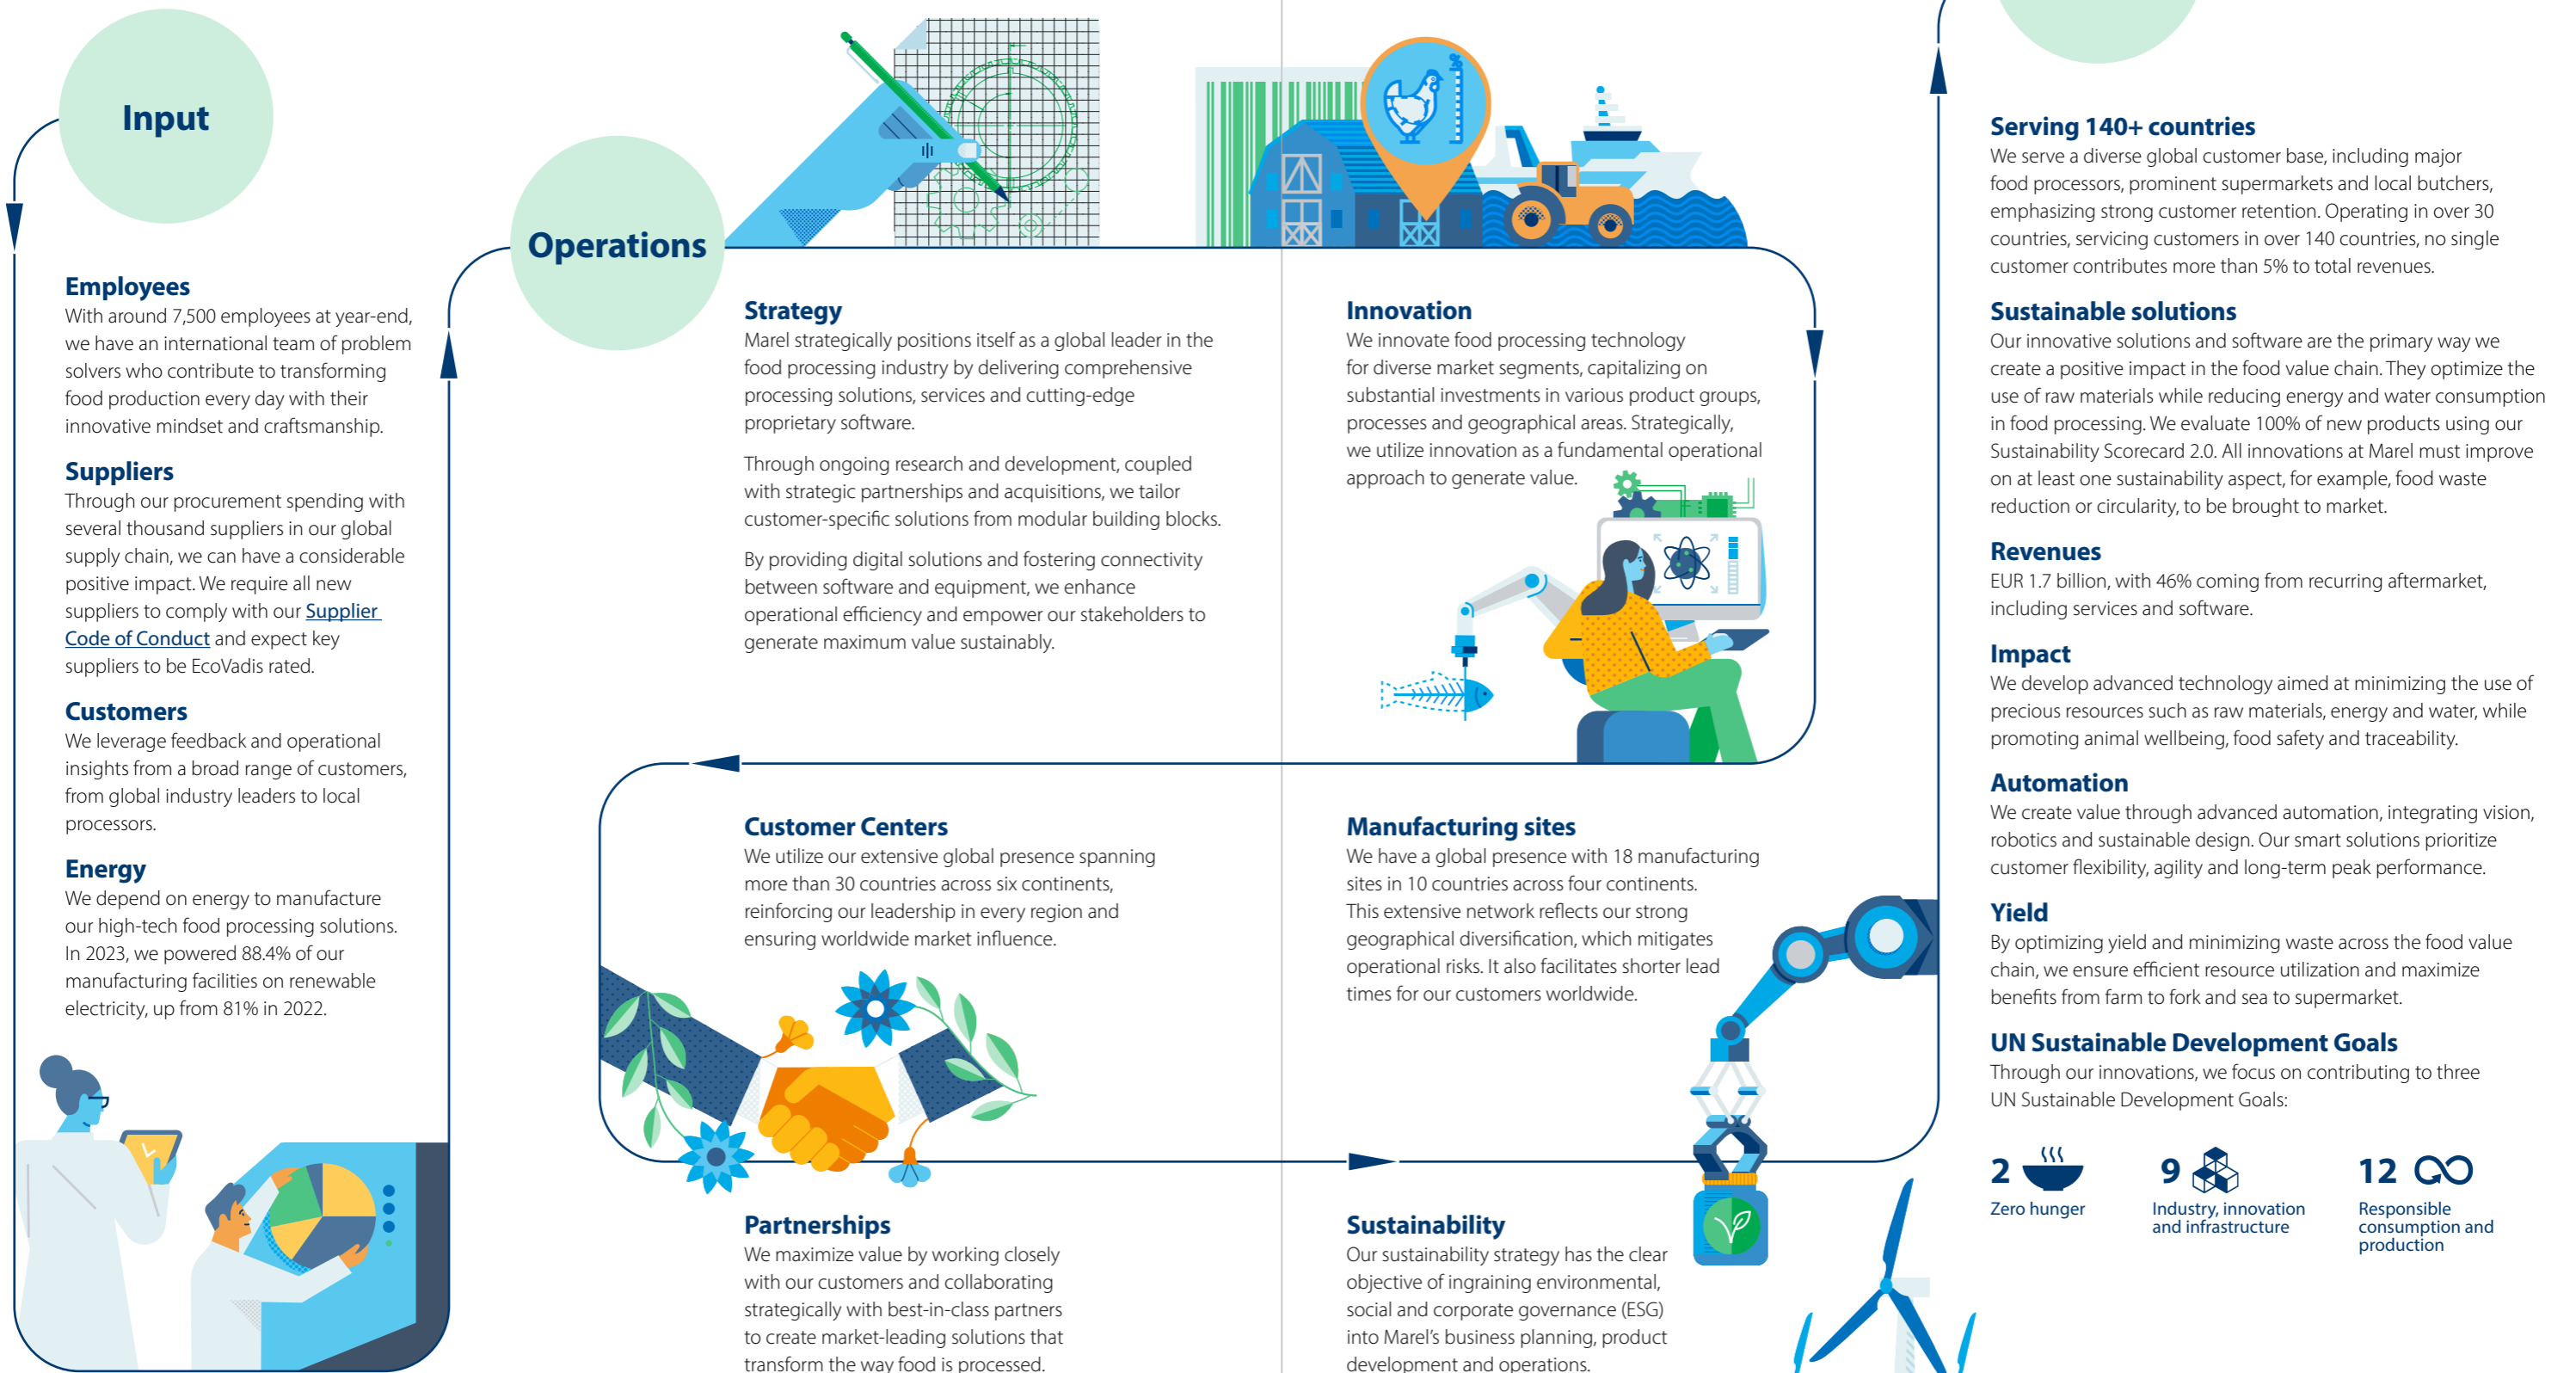 Input
Employees
With around 7,500 employees at year-end,
we have an international team of problem
solvers who contribute to transforming
food production every day with their
innovative mindset and craftsmanship.
Suppliers
Through our procurement spending with
several thousand suppliers in our global
supply chain, we can have a considerable
positive impact. We require all new
suppliers to comply with our Supplier
Code of Conduct and expect key
suppliers to be EcoVadis rated.
Customers
We leverage feedback and operational
insights from a broad range of customers,
from global industry leaders to local
processors.
Energy
We depend on energy to manufacture
our high-tech food processing solutions.
In 2023, we powered 88.4% of our
manufacturing facilities on renewable
electricity, up from 81% in 2022.
Operations
%
Strategy
Marel strategically positions itself as a global leader in the
food processing industry by delivering comprehensive
processing solutions, services and cutting-edge
proprietary software.
Through ongoing research and development, coupled
with strategic partnerships and acquisitions, we tailor
customer-specific solutions from modular building blocks.
By providing digital solutions and fostering connectivity
between software and equipment, we enhance
operational efficiency and empower our stakeholders to
generate maximum value sustainably.
Innovation
We innovate food processing technology
for diverse market segments, capitalizing on
substantial investments in various product groups,
processes and geographical areas. Strategically,
we utilize innovation as a fundamental operational
approach to generate value.
Customer Centers
We utilize our extensive global presence spanning
more than 30 countries across six continents,
reinforcing our leadership in every region and
ensuring worldwide market influence.
Manufacturing sites
We have a global presence with 18 manufacturing
sites in 10 countries across four continents.
This extensive network reflects our strong
geographical diversification, which mitigates
operational risks. It also facilitates shorter lead
times for our customers worldwide.
Partnerships
We maximize value by working closely
with our customers and collaborating
strategically with best-in-class partners
to create market-leading solutions that
transform the way food is processed.
Sustainability
Our sustainability strategy has the clear
objective of ingraining environmental,
social and corporate governance (ESG)
into Marel's business planning, product
development and operations.
Serving 140+ countries
We serve a diverse global customer base, including major
food processors, prominent supermarkets and local butchers,
emphasizing strong customer retention. Operating in over 30
countries, servicing customers in over 140 countries, no single
customer contributes more than 5% to total revenues.
Sustainable solutions
Our innovative solutions and software are the primary way we
create a positive impact in the food value chain. They optimize the
use of raw materials while reducing energy and water consumption
in food processing. We evaluate 100% of new products using our
Sustainability Scorecard 2.0. All innovations at Marel must improve
on at least one sustainability aspect, for example, food waste
reduction or circularity, to be brought to market.
Revenues
EUR 1.7 billion, with 46% coming from recurring aftermarket,
including services and software.
Impact
We develop advanced technology aimed at minimizing the use of
precious resources such as raw materials, energy and water, while
promoting animal wellbeing, food safety and traceability.
Automation
We create value through advanced automation, integrating vision,
robotics and sustainable design. Our smart solutions prioritize
customer flexibility, agility and long-term peak performance.
Yield
By optimizing yield and minimizing waste across the food value
chain, we ensure efficient resource utilization and maximize
benefits from farm to fork and sea to supermarket.
UN Sustainable Development Goals
Through our innovations, we focus on contributing to three
UN Sustainable Development Goals:
2
Zero hunger
9
Industry, innovation
and infrastructure
12
Responsible
consumption and
production